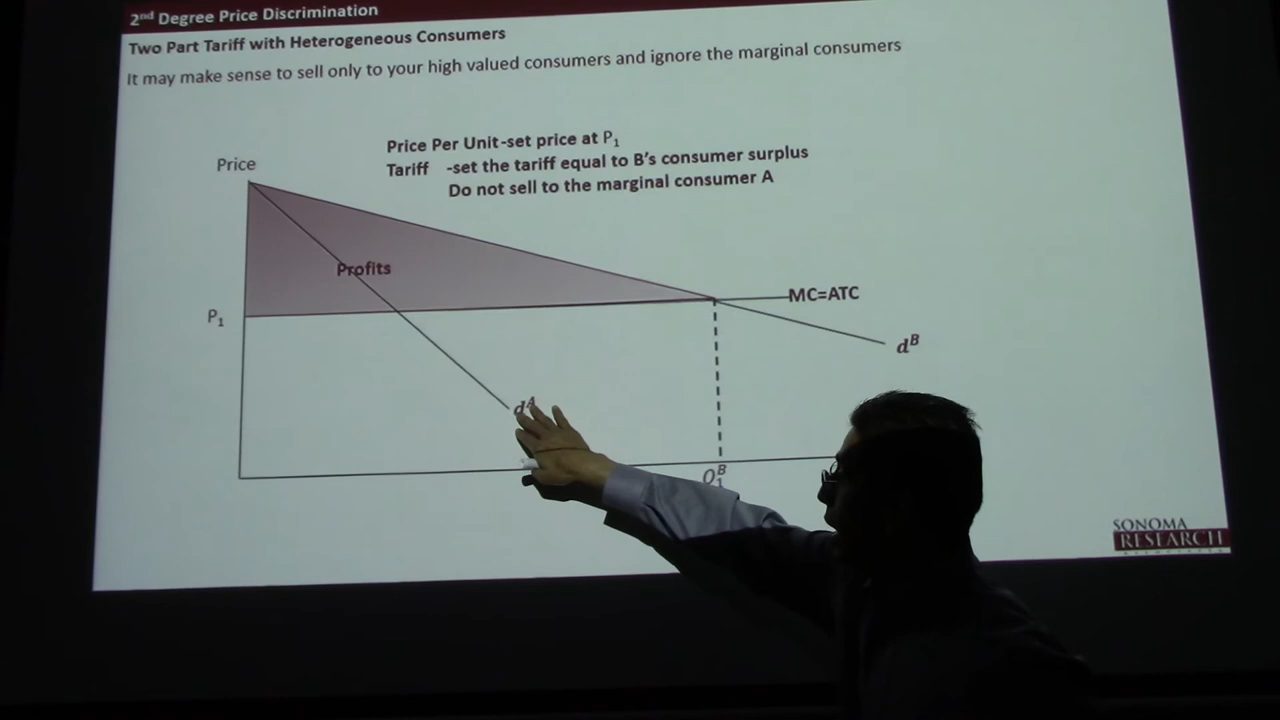 2nd Degree Price Discrimination
Two Part Tariff with Heterogeneous Consumers
It may make sense to sell only to your high valued consumers and ignore the marginal consumers
Price Per Unit-set price at P1
Tariff -set the tariff equal to B's consumer surplus
Do not sell to the marginal consumer A
Price
Profits
P1
MC=ATC
dB
dA
Q1B
SONOMA
RESEARCH